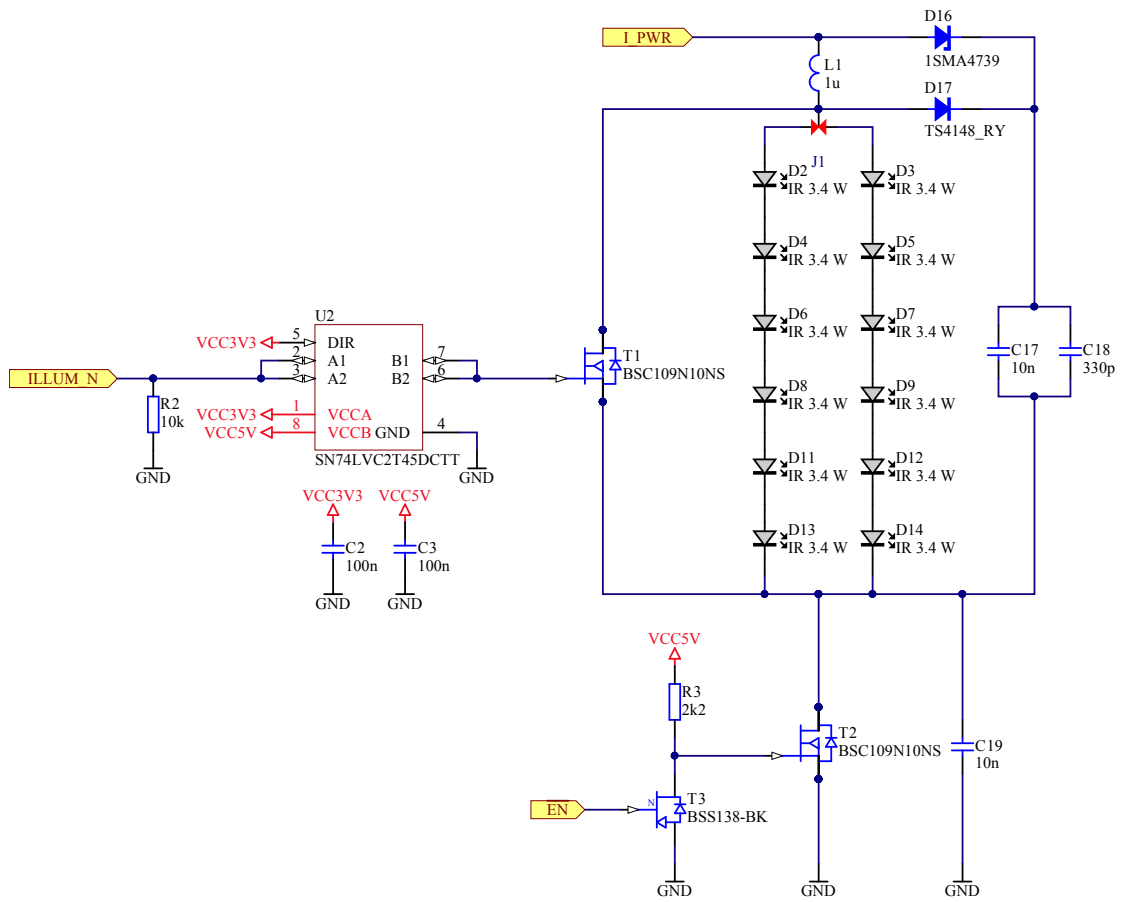 D16
I_PWR
1SMA4739
L1
1u
D17
TS4148_RY
J1
D2
IR 3.4 W
D3
IR 3.4 W
D4
IR 3.4 W
D5
IR 3.4 W
D6
IR 3.4 W
D7
IR 3.4 W
D8
IR 3.4 W
D9
IR 3.4 W
D11
IR 3.4 W
D12
IR 3.4 W
D13
IR 3.4 W
D14
IR 3.4 W
C17
10n
C18
330p
U2
VCC3V3
5
DIR
2
A1
B1
7
3
A2
B2
6
ILLUM_N
R2
10k
GND
VCC3V3
1
VCCA
VCC5V
8
VCCB
GND
4
SN74LVC2T45DCTT
GND
T1
BSC109N10NS
VCC3V3
VCC5V
C2
100n
C3
100n
GND
GND
VCC5V
R3
2k2
T2
BSC109N10NS
C19
10n
EN
N
T3
BSS138-BK
GND
GND
GND